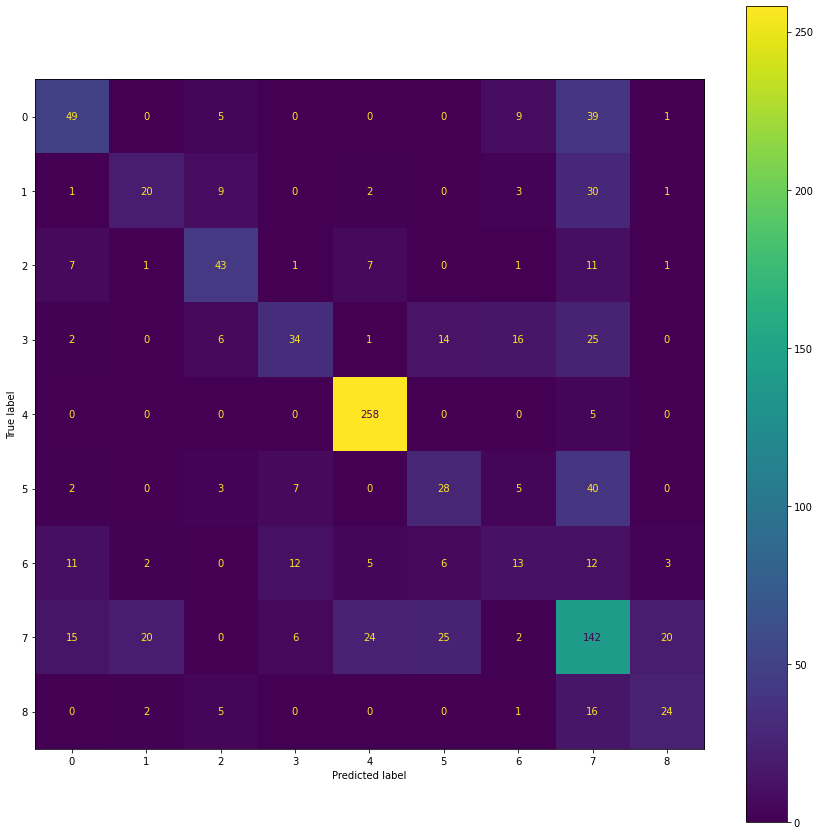 250
200
150
100
50
0
True label
0 49 0 5 0 0 0 9 39 1
1 1 20 9 0 2 0 3 30 1
2 7 1 43 1 7 0 1 11 1
3 2 0 6 34 1 14 16 25 0
4 0 0 0 0 258 0 0 5 0
5 2 0 3 7 0 28 5 40 0
6 11 2 0 12 5 6 13 12 3
7 15 20 0 6 24 25 2 142 20
8 0 2 5 0 0 0 1 16 24
0 1 2 3 4 5 6 7 8
Predicted label